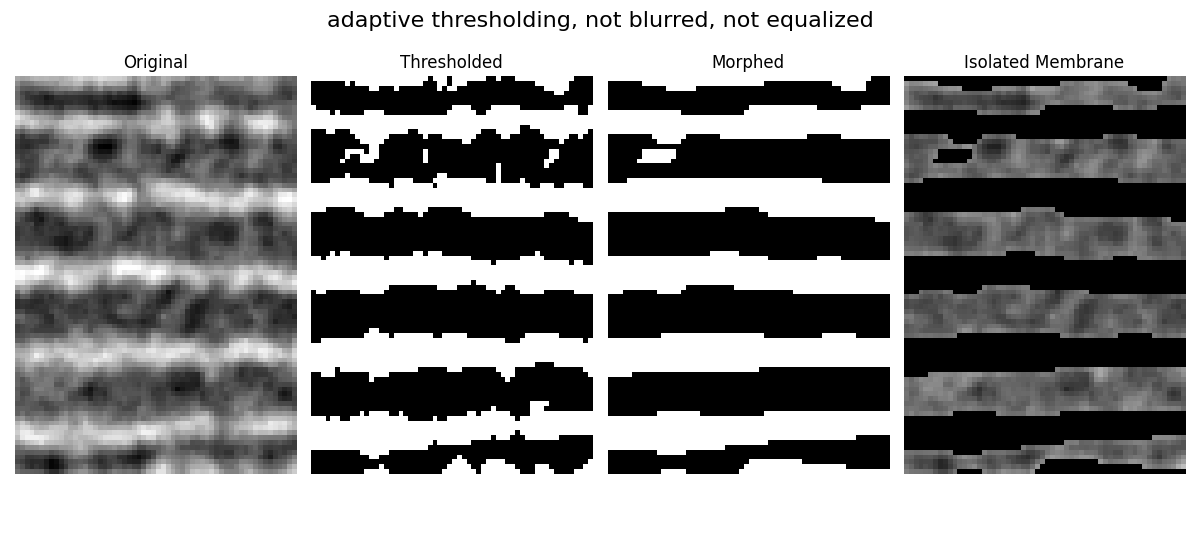 adaptive thresholding, not blurred, not equalized
Original
Thresholded
Morphed
Isolated Membrane